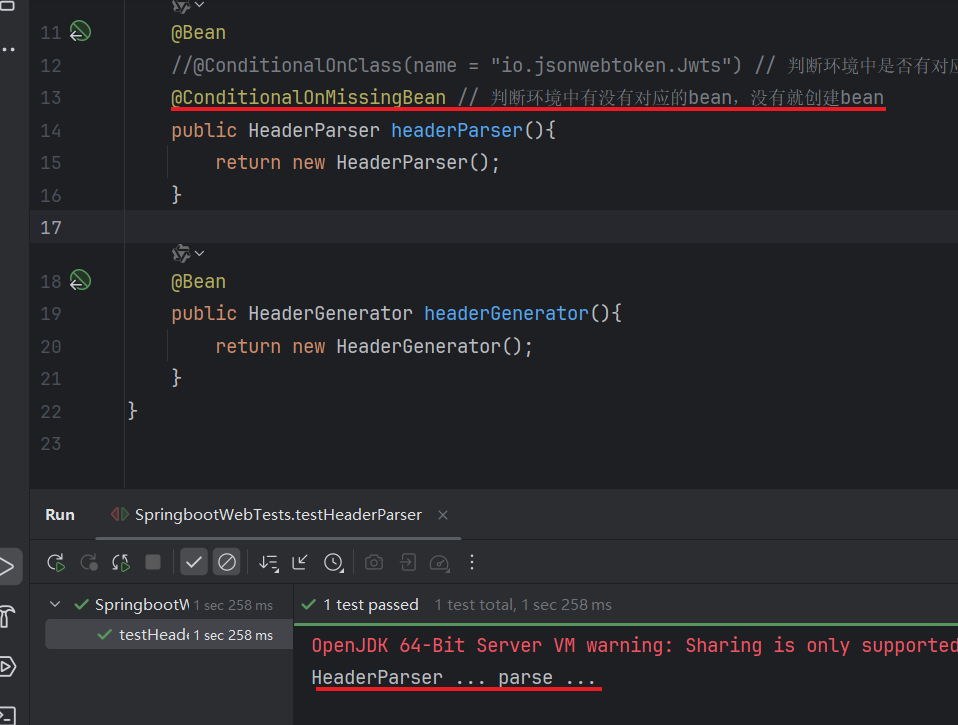 11 @Bean
12 //@ConditionalOnClass(name = "io.jsonwebtoken.Jwts") // 判断环境中是否有对应
13 @ConditionalOnMissingBean // 判断环境中有没有对应的bean，没有就创建bean
14 public HeaderParser headerParser(){
15 return new HeaderParser();
16 }
17
18 @Bean
19 public HeaderGenerator headerGenerator(){
20 return new HeaderGenerator();
21 }
22 }
23
Run SpringbootWebTests.testHeaderParser
SpringbootW 1 sec 258 ms
1 test passed 1 test total, 1 sec 258 ms
testHeade 1 sec 258 ms
OpenJDK 64-Bit Server VM warning: Sharing is only supported
HeaderParser ... parse ...